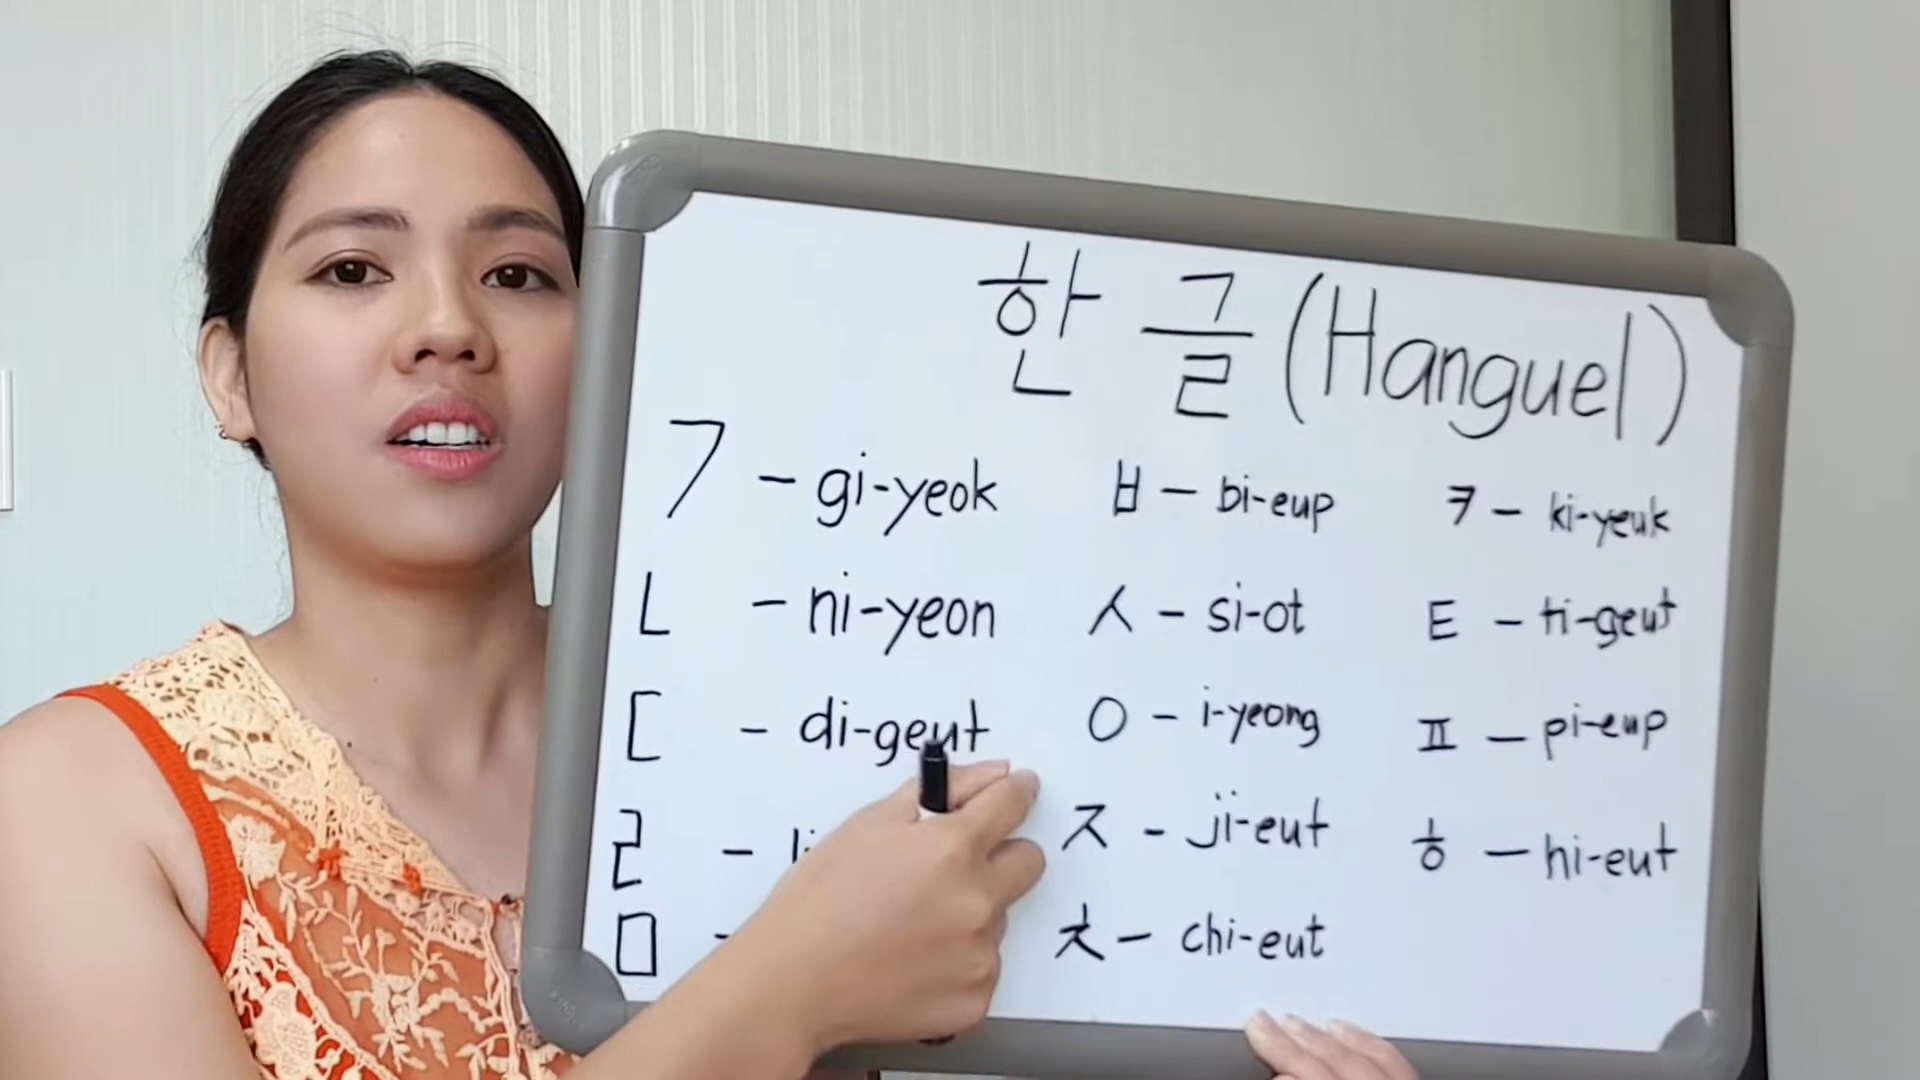 한글 (Hanguel)
ㄱ - gi-yeok
ㄴ - ni-yeon
ㄷ - di-geut
ㄹ -
ㅁ -
ㅂ - bi-eup
ㅅ - si-ot
ㅇ - i-yeong
ㅈ - ji-eut
ㅊ - chi-eut
ㅋ - ki-yeuk
ㅌ - ti-geut
ㅍ - pi-eup
ㅎ - hi-eut